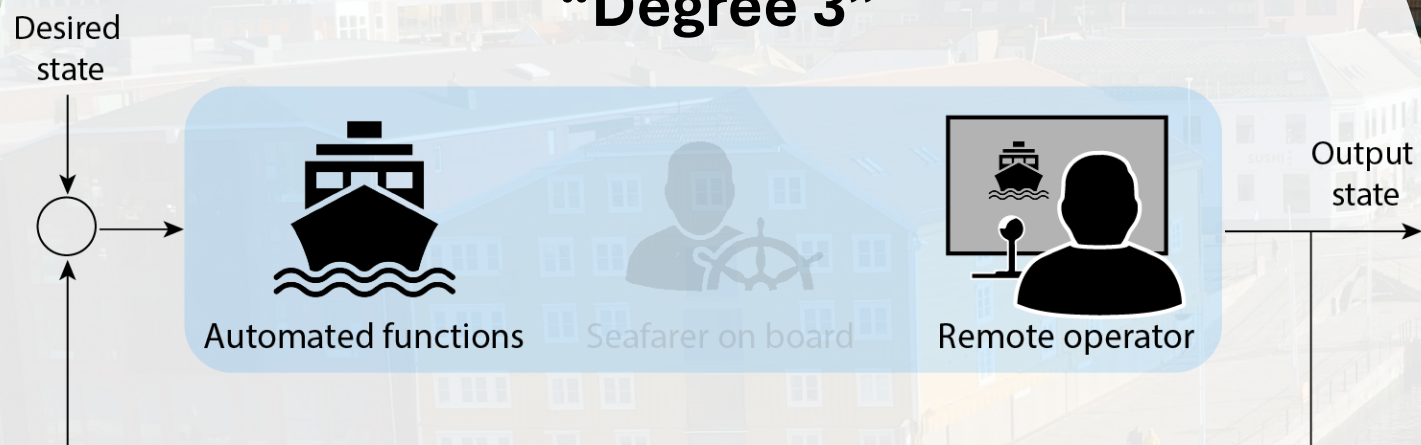 “Degree 3”
Desired
state
Output
state
Automated functions
Seafarer on board
Remote operator